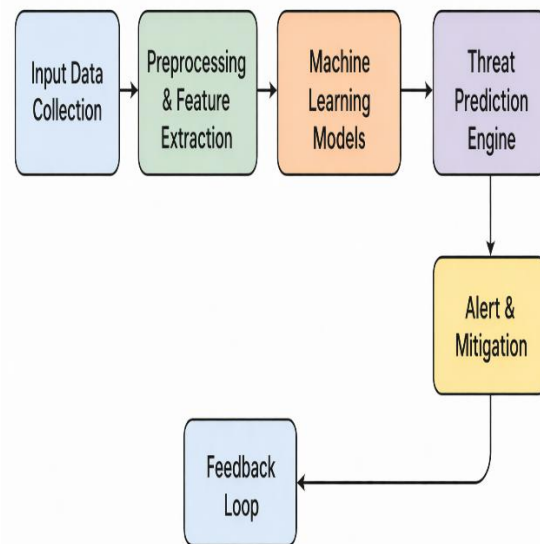 Input Data
Collection
Preprocessing
& Feature
Extraction
Machine
Learning
Models
Threat
Prediction
Engine
Alert &
Mitigation
Feedback
Loop